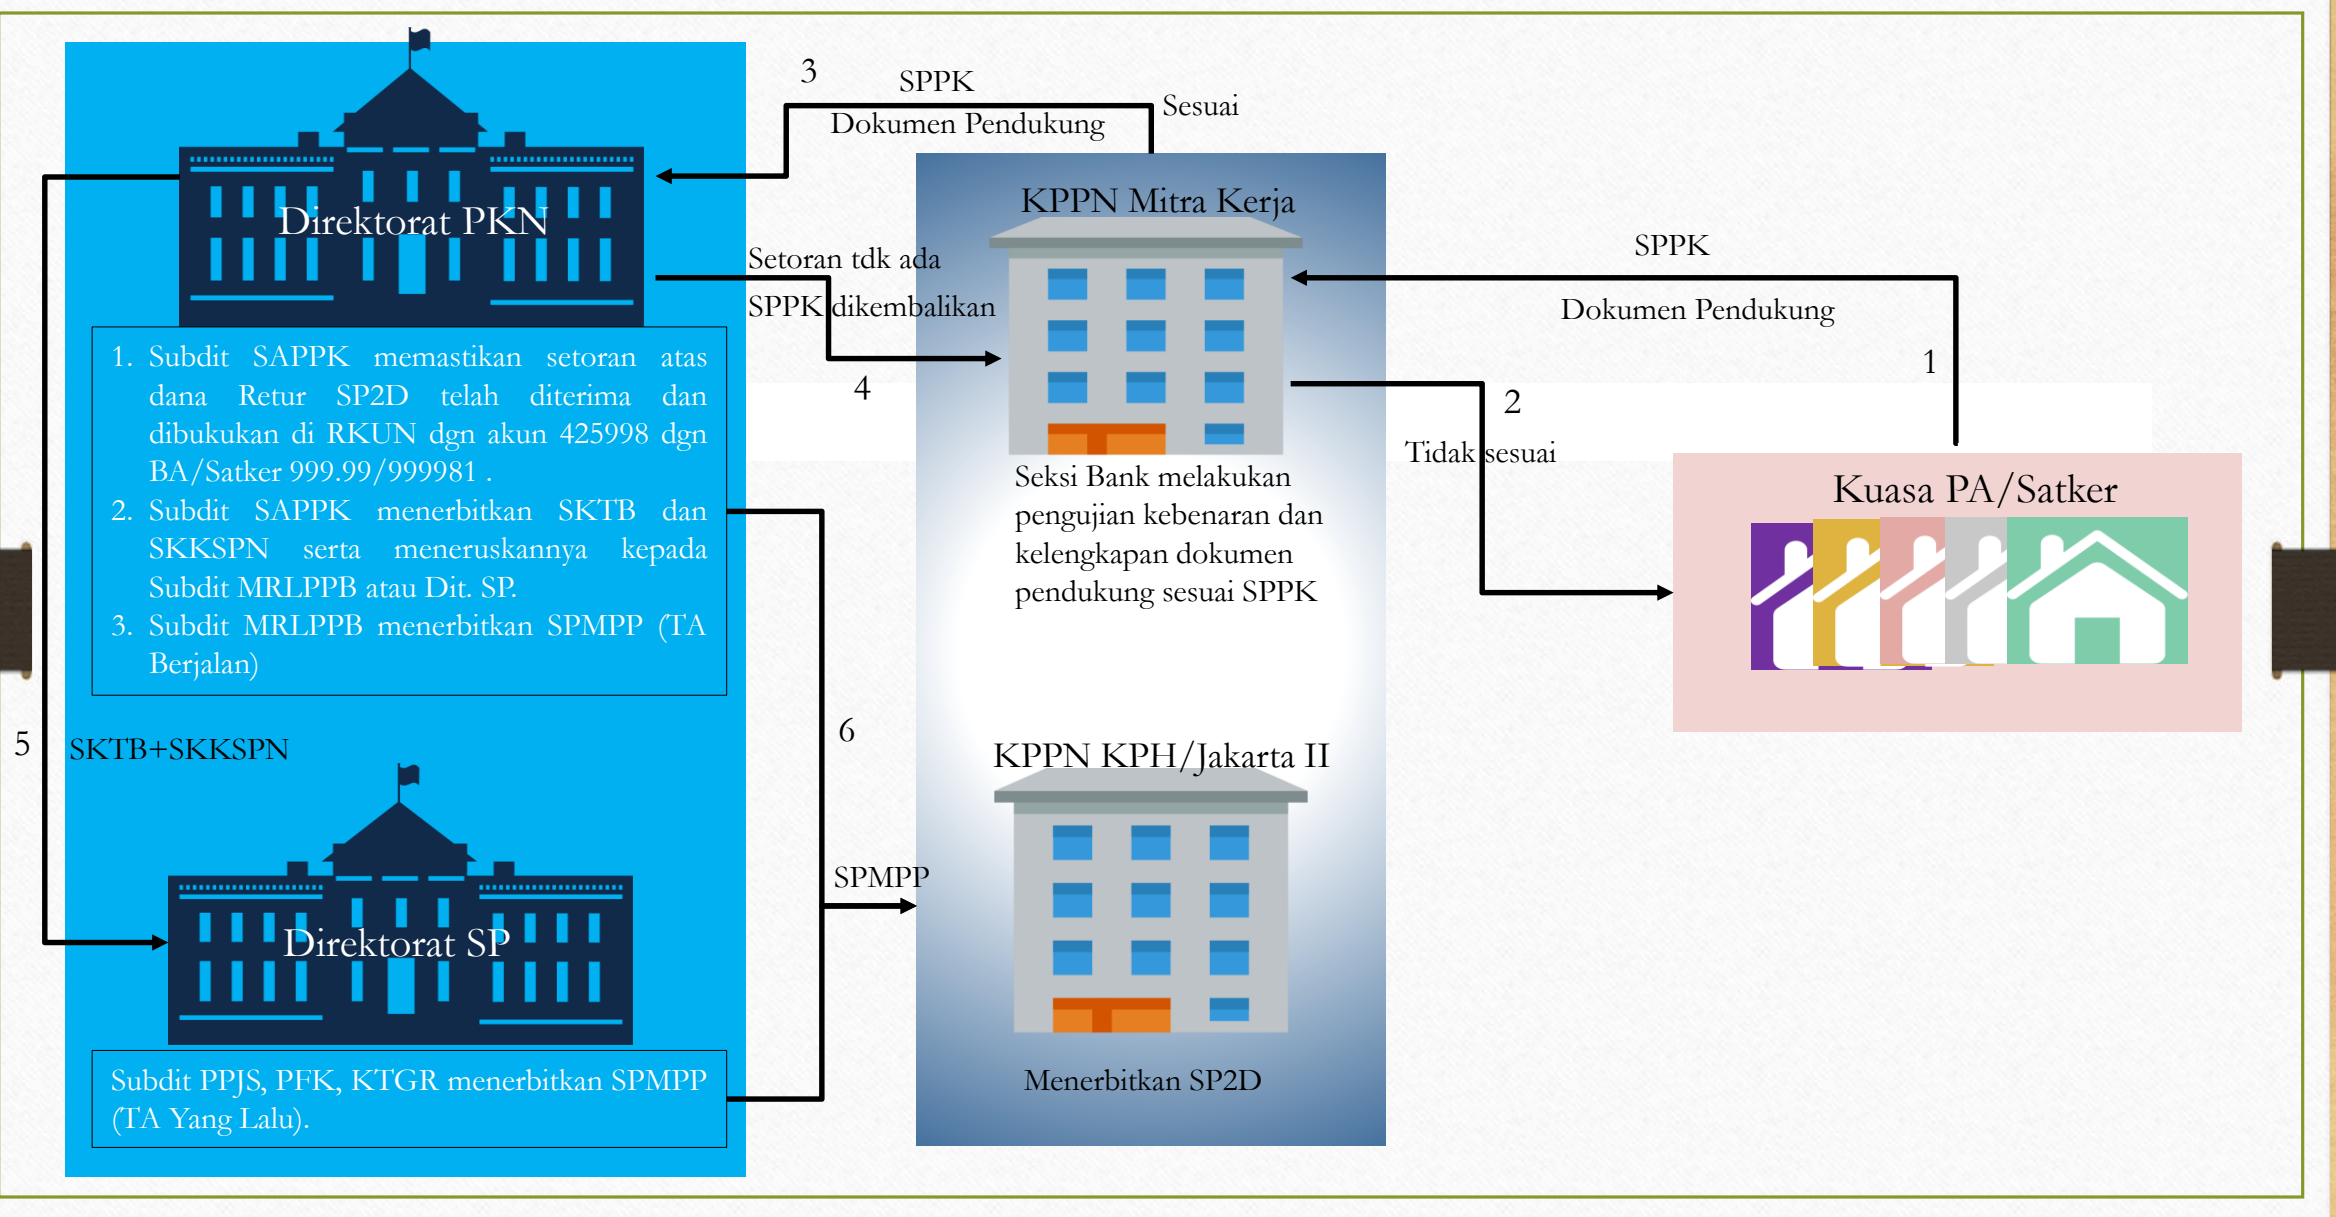 3
SPPK
Sesuai
Dokumen Pendukung
Direktorat PKN
Setoran tdk ada
SPPK dikembalikan
4
1. Subdit SAPPK memastikan setoran atas
dana Retur SP2D telah diterima dan
dibukukan di RKUN dgn akun 425998 dgn
BA/Satker 999.99/999981 .
2. Subdit SAPPK menerbitkan SKTB dan
SKKSPN serta meneruskannya kepada
Subdit MRLPPB atau Dit. SP.
3. Subdit MRLPPB menerbitkan SPMPP (TA
Berjalan)
5
SKTB+SKKSPN
6
SPMPP
Direktorat SP
Subdit PPJS, PFK, KTGR menerbitkan SPMPP
(TA Yang Lalu).
KPPN Mitra Kerja
Seksi Bank melakukan
pengujian kebenaran dan
kelengkapan dokumen
pendukung sesuai SPPK
KPPN KPH/Jakarta II
Menerbitkan SP2D
SPPK
Dokumen Pendukung
1
2
Tidak sesuai
Kuasa PA/Satker